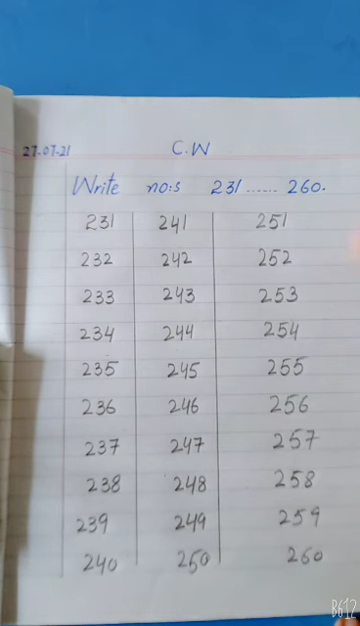 27-07-21
C.W
Write no:s 231 ...... 260.
231 241 251
232 242 252
233 243 253
234 244 254
235 245 255
236 246 256
237 247 257
238 248 258
239 249 259
240 250 260
B612